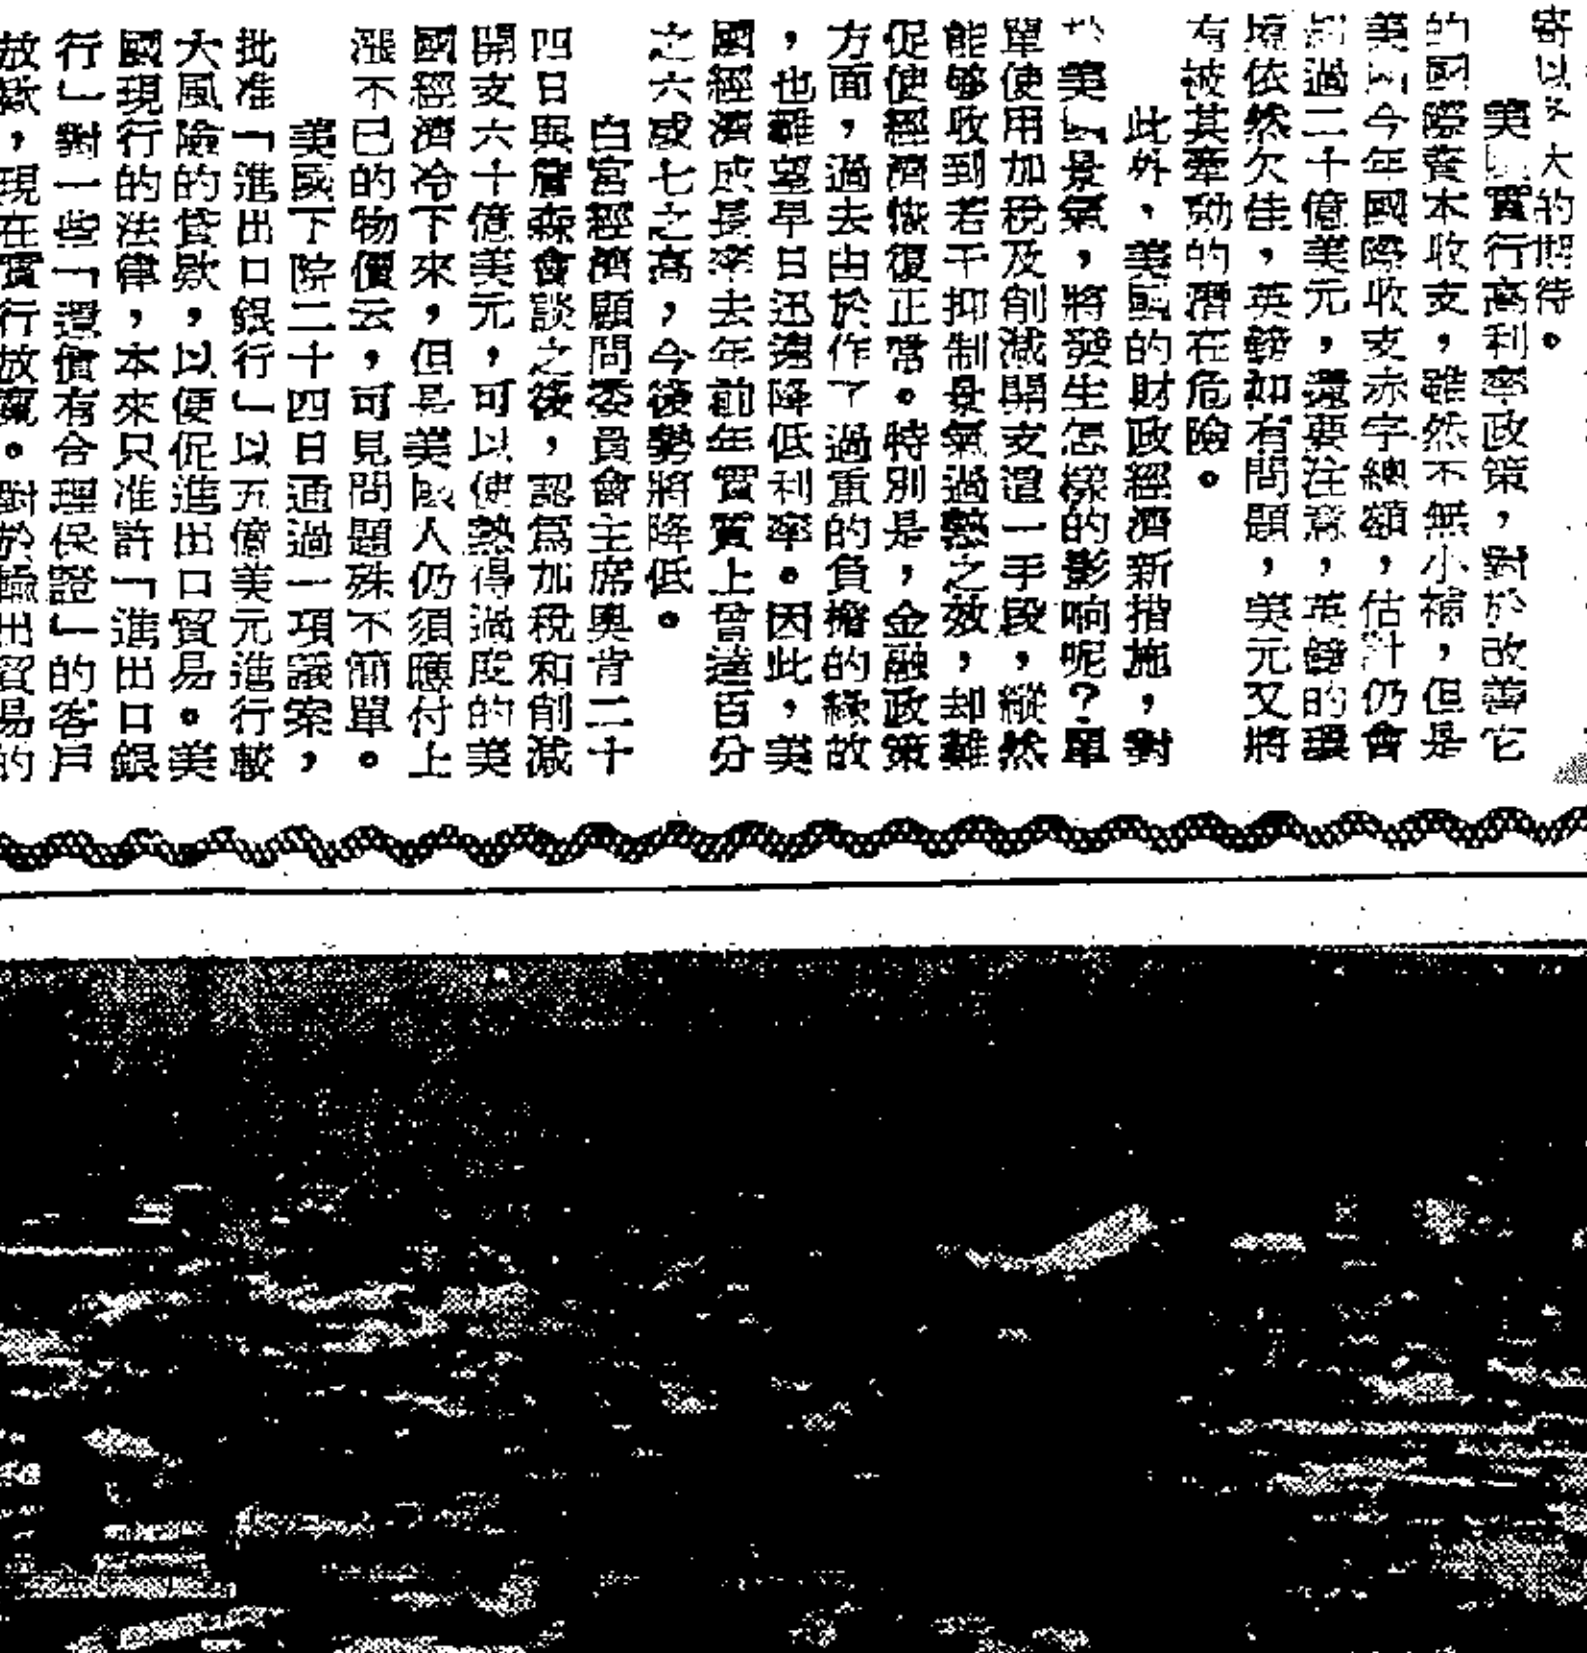 寄以 大的期待。
美國實行高利率政策，對於改善它
的國際資本收支，雖然不無小補，但是
美國今年國際收支赤字總額，估計仍會
超過二十億美元，還要注意，英鎊的環
境依然欠佳，英鎊如有問題，美元又將
有被其牽動的潛在危險。
此外，美國的財政經濟新措施，對
於美國景氣，將發生怎樣的影响呢？單
單使用加稅及削減開支這一手段，縱然
能够收到若干抑制景氣過熱之效，却難
促使經濟恢復正常。特別是，金融政策
方面，過去由於作了過重的負擔的緣故
，也難望早日迅速降低利率。因此，美
國經濟成長率去年前年實質上曾達百分
之六或七之高，今後勢將降低。
白宮經濟顧問委員會主席奧肯二十
四日與詹森會談之後，認爲加稅和削減
開支六十億美元，可以使熱得過度的美
國經濟冷下來，但是美國人仍須應付上
漲不已的物價云，可見問題殊不簡單。
美國下院二十四日通過一項議案，
批准「進出口銀行」以五億美元進行較
大風險的貸欵，以便促進出口貿易。美
國現行的法律，本來只准許「進出口銀
行」對一些「還債有合理保證」的客戶
放欵，現在實行放寬。對於輸出貿易的